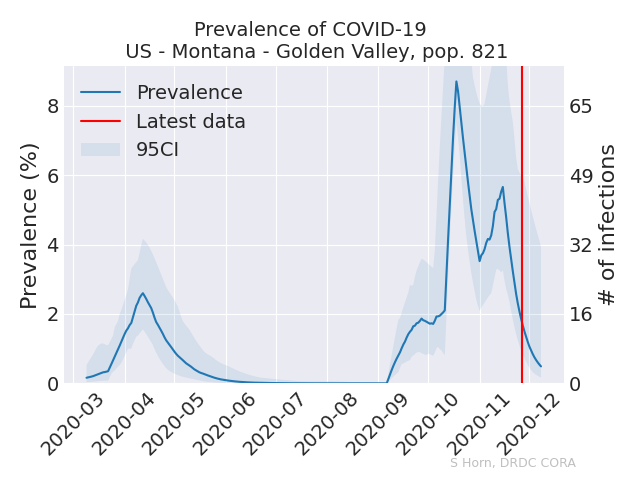 Prevalence of COVID-19
US - Montana - Golden Valley, pop. 821
Prevalence
Latest data
95CI
Prevalence (%)
8
6
4
2
0
# of infections
65
49
32
16
0
2020-03
2020-04
2020-05
2020-06
2020-07
2020-08
2020-09
2020-10
2020-11
2020-12
S Horn, DRDC CORA